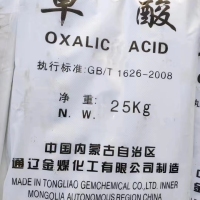 草 酸
OXALIC ACID
执行标准:GB/T 1626-2008
净 重:
N. W. 25Kg
中国内蒙古自治区
通辽金煤化工有限公司制造
MADE IN TONGLIAO GEMCHEMICAL CO.,LTD, INNER
MONGOLIA AUTONOMOUS REGION CHINA